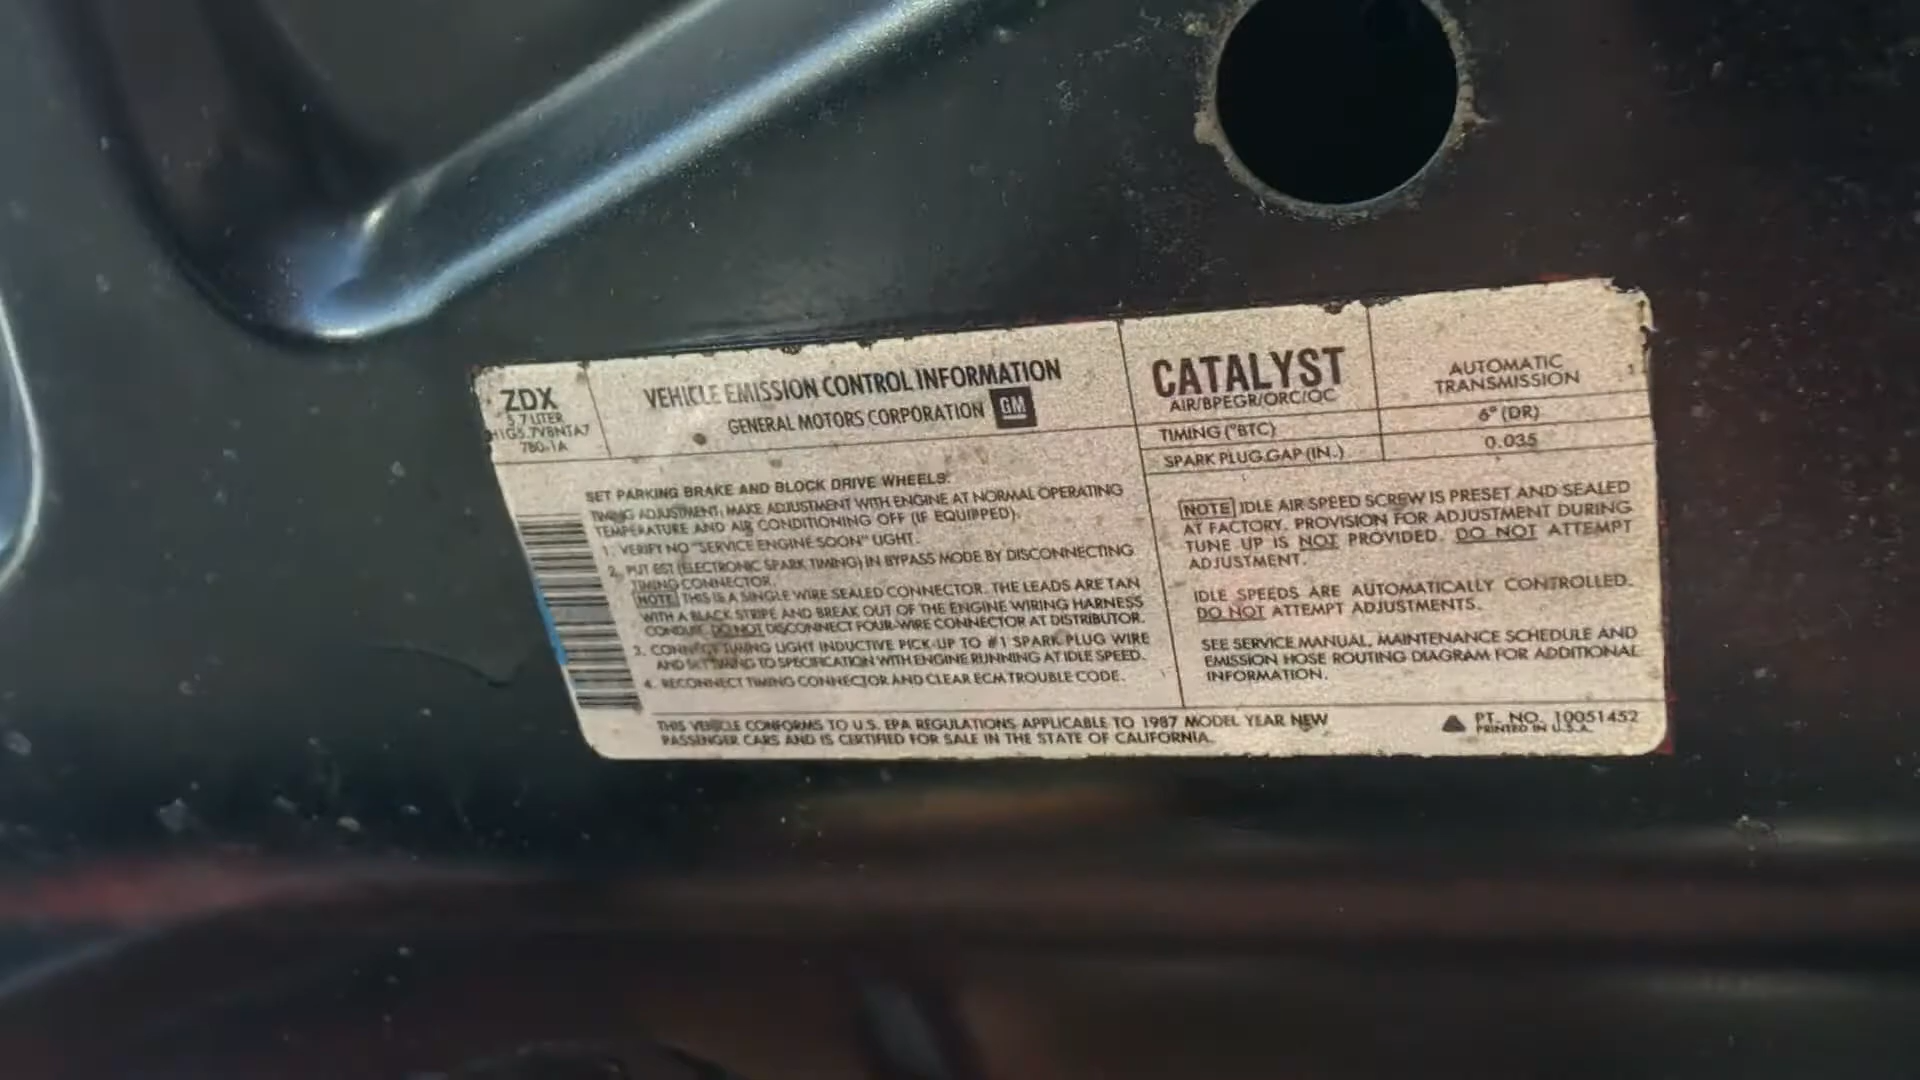 ZDX
5.7 LITER
H1G5.7V8NTA7
780-1A
VEHICLE EMISSION CONTROL INFORMATION
GENERAL MOTORS CORPORATION GM
CATALYST
AIR/BPEGR/ORC/OC
AUTOMATIC
TRANSMISSION
TIMING (°BTC) 6° (DR)
SPARK PLUG GAP (IN.) 0.035
SET PARKING BRAKE AND BLOCK DRIVE WHEELS.
TIMING ADJUSTMENT: MAKE ADJUSTMENT WITH ENGINE AT NORMAL OPERATING
TEMPERATURE AND AIR CONDITIONING OFF (IF EQUIPPED).
1. VERIFY NO "SERVICE ENGINE SOON" LIGHT.
2. PUT EST (ELECTRONIC SPARK TIMING) IN BYPASS MODE BY DISCONNECTING
TIMING CONNECTOR.
NOTE THIS IS A SINGLE WIRE SEALED CONNECTOR. THE LEADS ARE TAN
WITH A BLACK STRIPE AND BREAK OUT OF THE ENGINE WIRING HARNESS
CONDUIT. DO NOT DISCONNECT FOUR-WIRE CONNECTOR AT DISTRIBUTOR.
3. CONNECT TIMING LIGHT INDUCTIVE PICK-UP TO #1 SPARK PLUG WIRE
AND SET TIMING TO SPECIFICATION WITH ENGINE RUNNING AT IDLE SPEED.
4. RECONNECT TIMING CONNECTOR AND CLEAR ECM TROUBLE CODE.
NOTE IDLE AIR SPEED SCREW IS PRESET AND SEALED
AT FACTORY. PROVISION FOR ADJUSTMENT DURING
TUNE UP IS NOT PROVIDED. DO NOT ATTEMPT
ADJUSTMENT.
IDLE SPEEDS ARE AUTOMATICALLY CONTROLLED.
DO NOT ATTEMPT ADJUSTMENTS.
SEE SERVICE MANUAL, MAINTENANCE SCHEDULE AND
EMISSION HOSE ROUTING DIAGRAM FOR ADDITIONAL
INFORMATION.
THIS VEHICLE CONFORMS TO U.S. EPA REGULATIONS APPLICABLE TO 1987 MODEL YEAR NEW
PASSENGER CARS AND IS CERTIFIED FOR SALE IN THE STATE OF CALIFORNIA.
PT. NO. 10051452
PRINTED IN U.S.A.